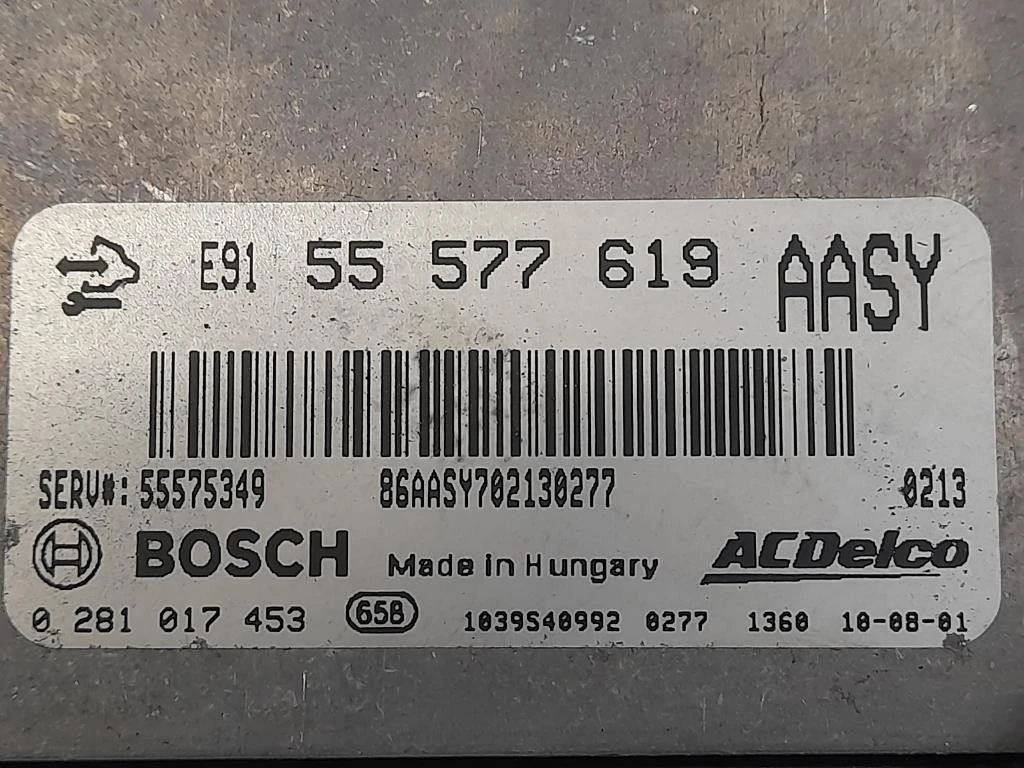 E91 55 577 619 AASY
SERV#: 55575349 86AASY702130277 0213
BOSCH Made in Hungary ACDelco
0 281 017 453 65B 1039S40992 0277 1360 10-08-01